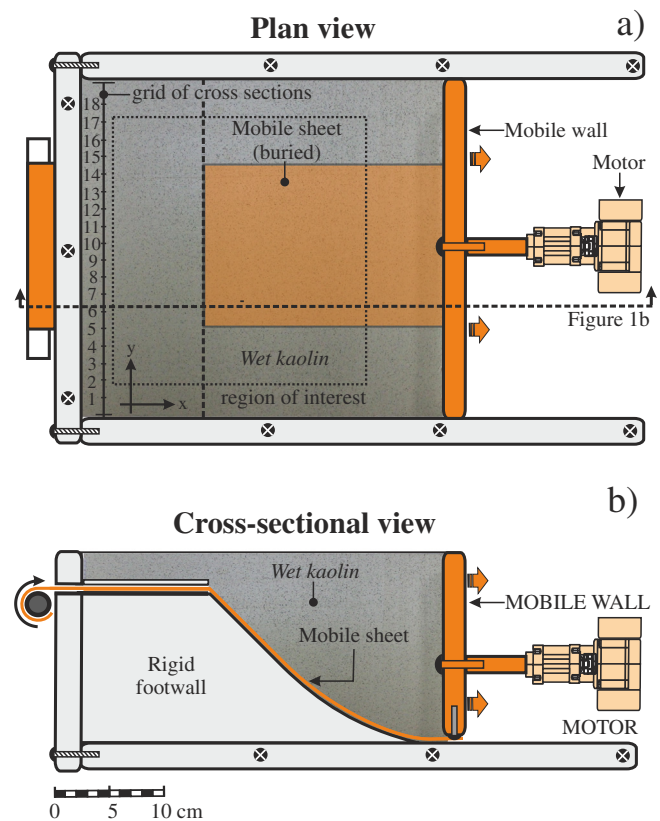 a)
Plan view
18
grid of cross sections
17
16
Mobile sheet
(buried)
Mobile wall
15
14
Motor
13
12
11
10
9
8
7
6
Figure 1b
5
4
y
Wet kaolin
3
2
x
region of interest
1
b)
Cross-sectional view
Wet kaolin
MOBILE WALL
Mobile sheet
Rigid
footwall
MOTOR
0 5 10 cm